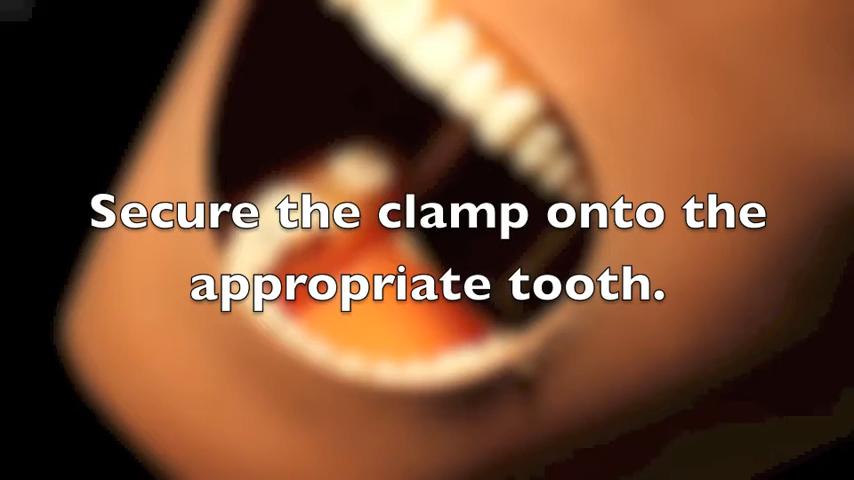 Secure the clamp onto the
appropriate tooth.